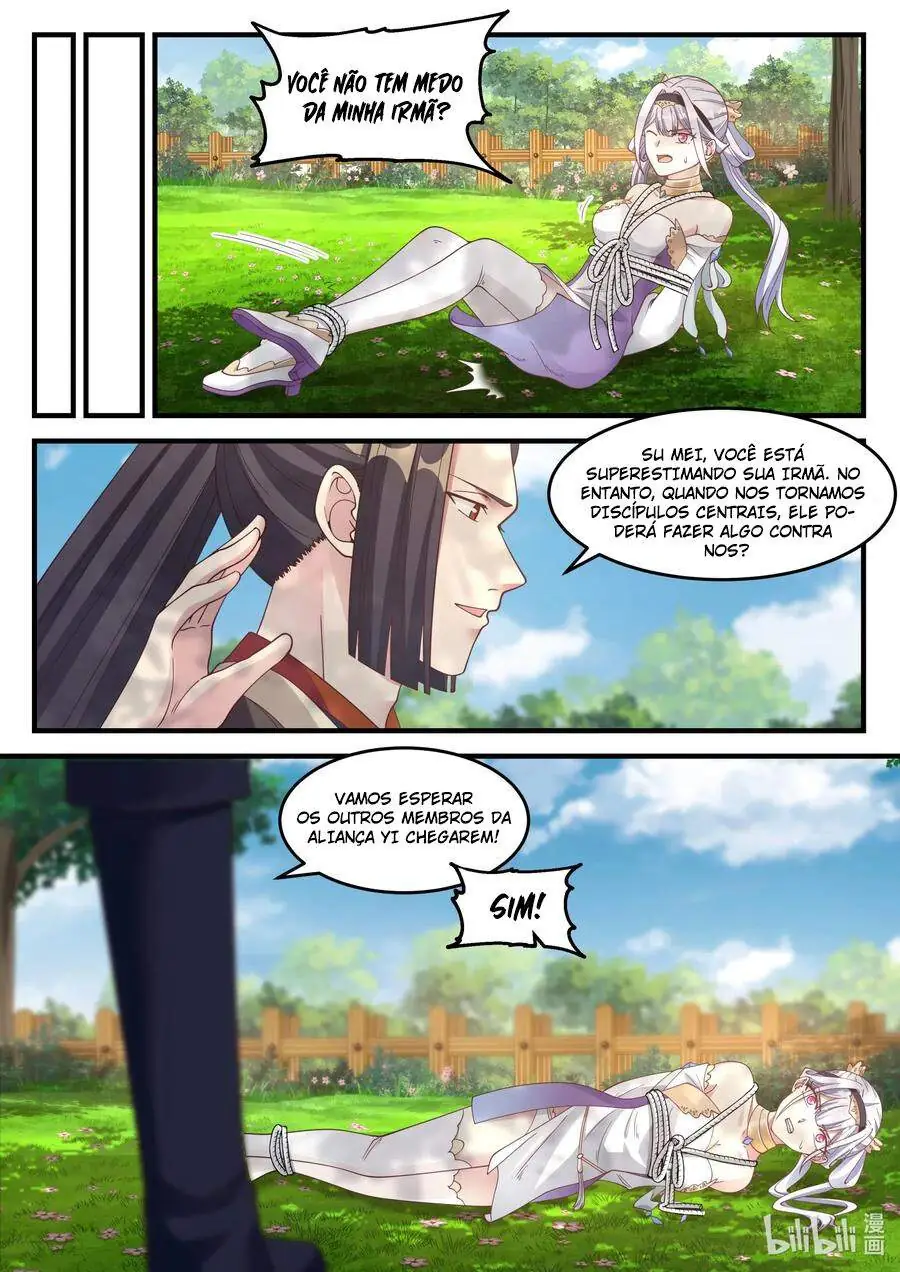 VOCÊ NÃO TEM MEDO
DA MINHA IRMÃ?
SU MEI, VOCÊ ESTÁ
SUPERESTIMANDO SUA IRMÃ. NO
ENTANTO, QUANDO NOS TORNAMOS
DISCÍPULOS CENTRAIS, ELE PO-
DERÁ FAZER ALGO CONTRA
NOS?
VAMOS ESPERAR
OS OUTROS MEMBROS DA
ALIANÇA YI CHEGAREM!
SIM!
bilibili 漫画